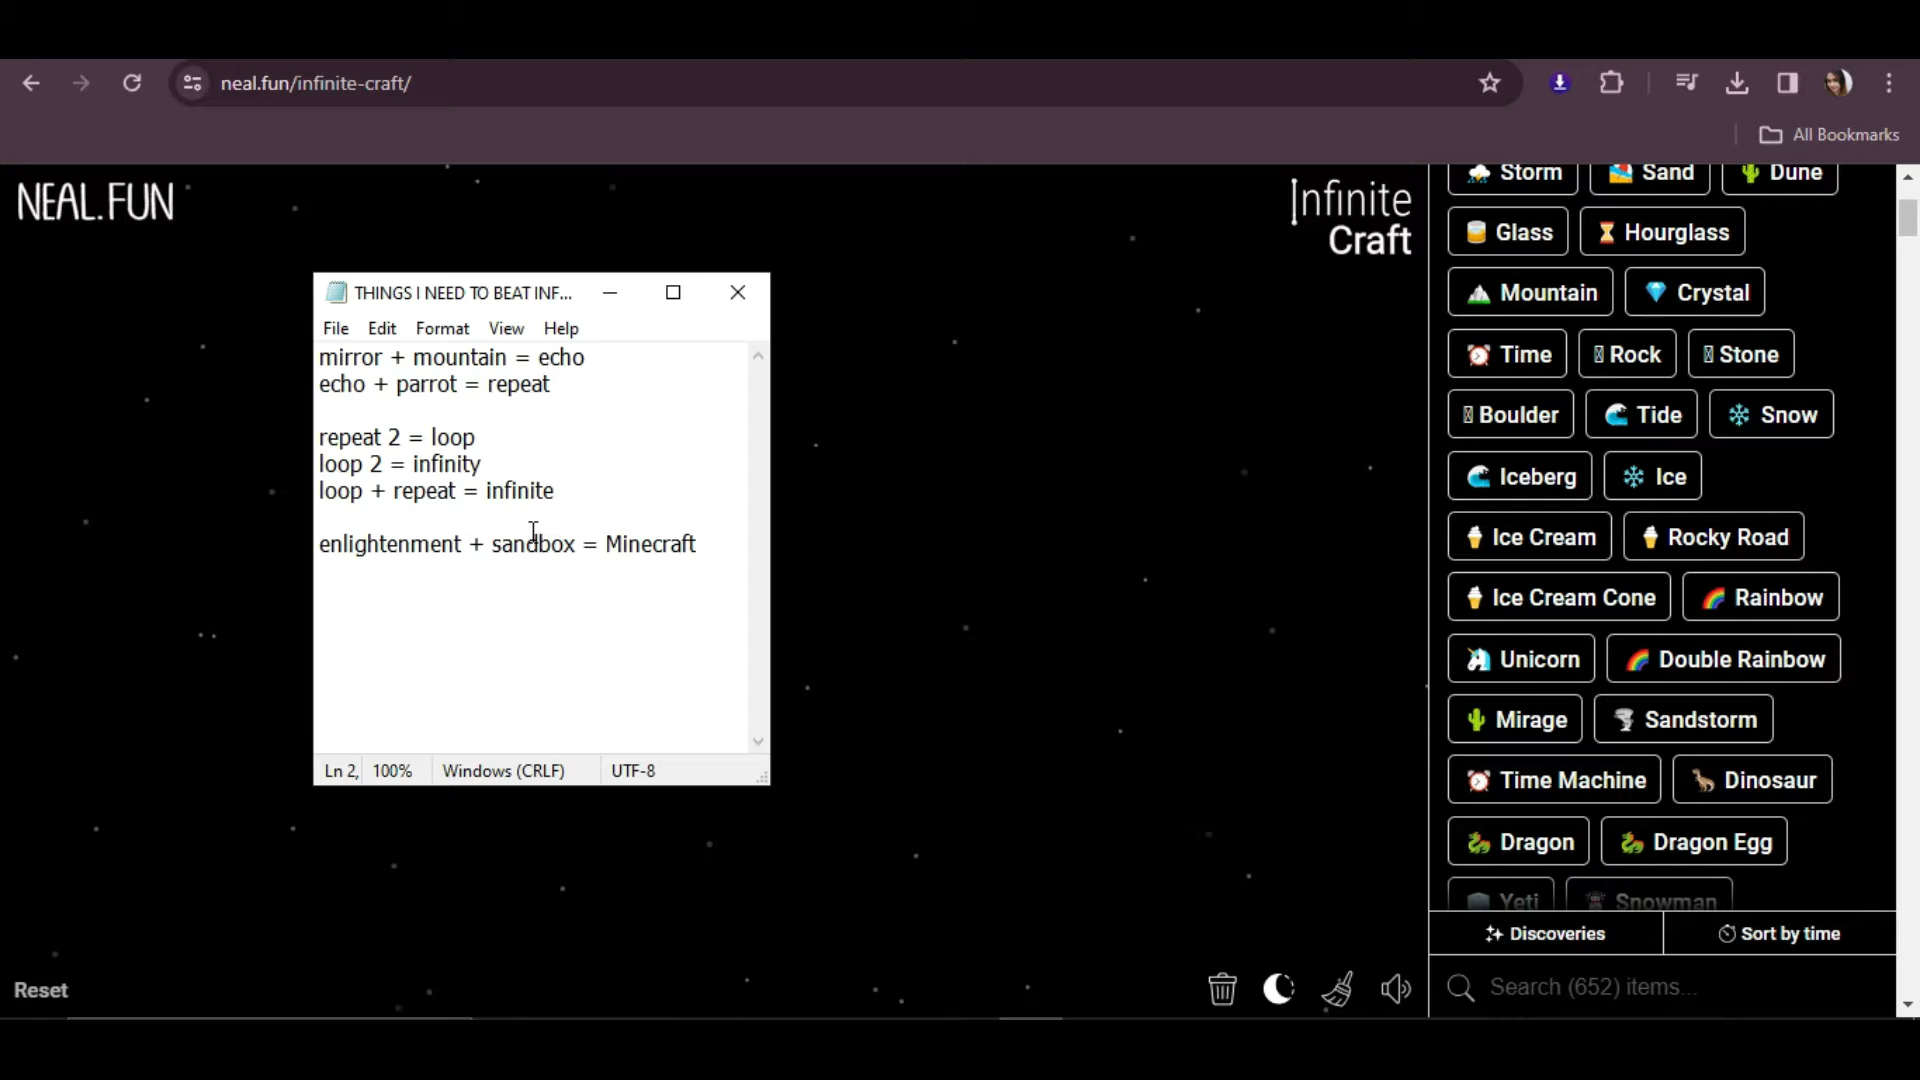 neal.fun/infinite-craft/
All Bookmarks
NEAL.FUN
Infinite
Craft
THINGS I NEED TO BEAT INF...
File Edit Format View Help
mirror + mountain = echo
echo + parrot = repeat
repeat 2 = loop
loop 2 = infinity
loop + repeat = infinite
enlightenment + sandbox = Minecraft
Ln 2, 100% Windows (CRLF) UTF-8
Reset
Storm Sand Dune
Glass Hourglass
Mountain Crystal
Time Rock Stone
Boulder Tide Snow
Iceberg Ice
Ice Cream Rocky Road
Ice Cream Cone Rainbow
Unicorn Double Rainbow
Mirage Sandstorm
Time Machine Dinosaur
Dragon Dragon Egg
Yeti Snowman
Discoveries Sort by time
Search (652) items...